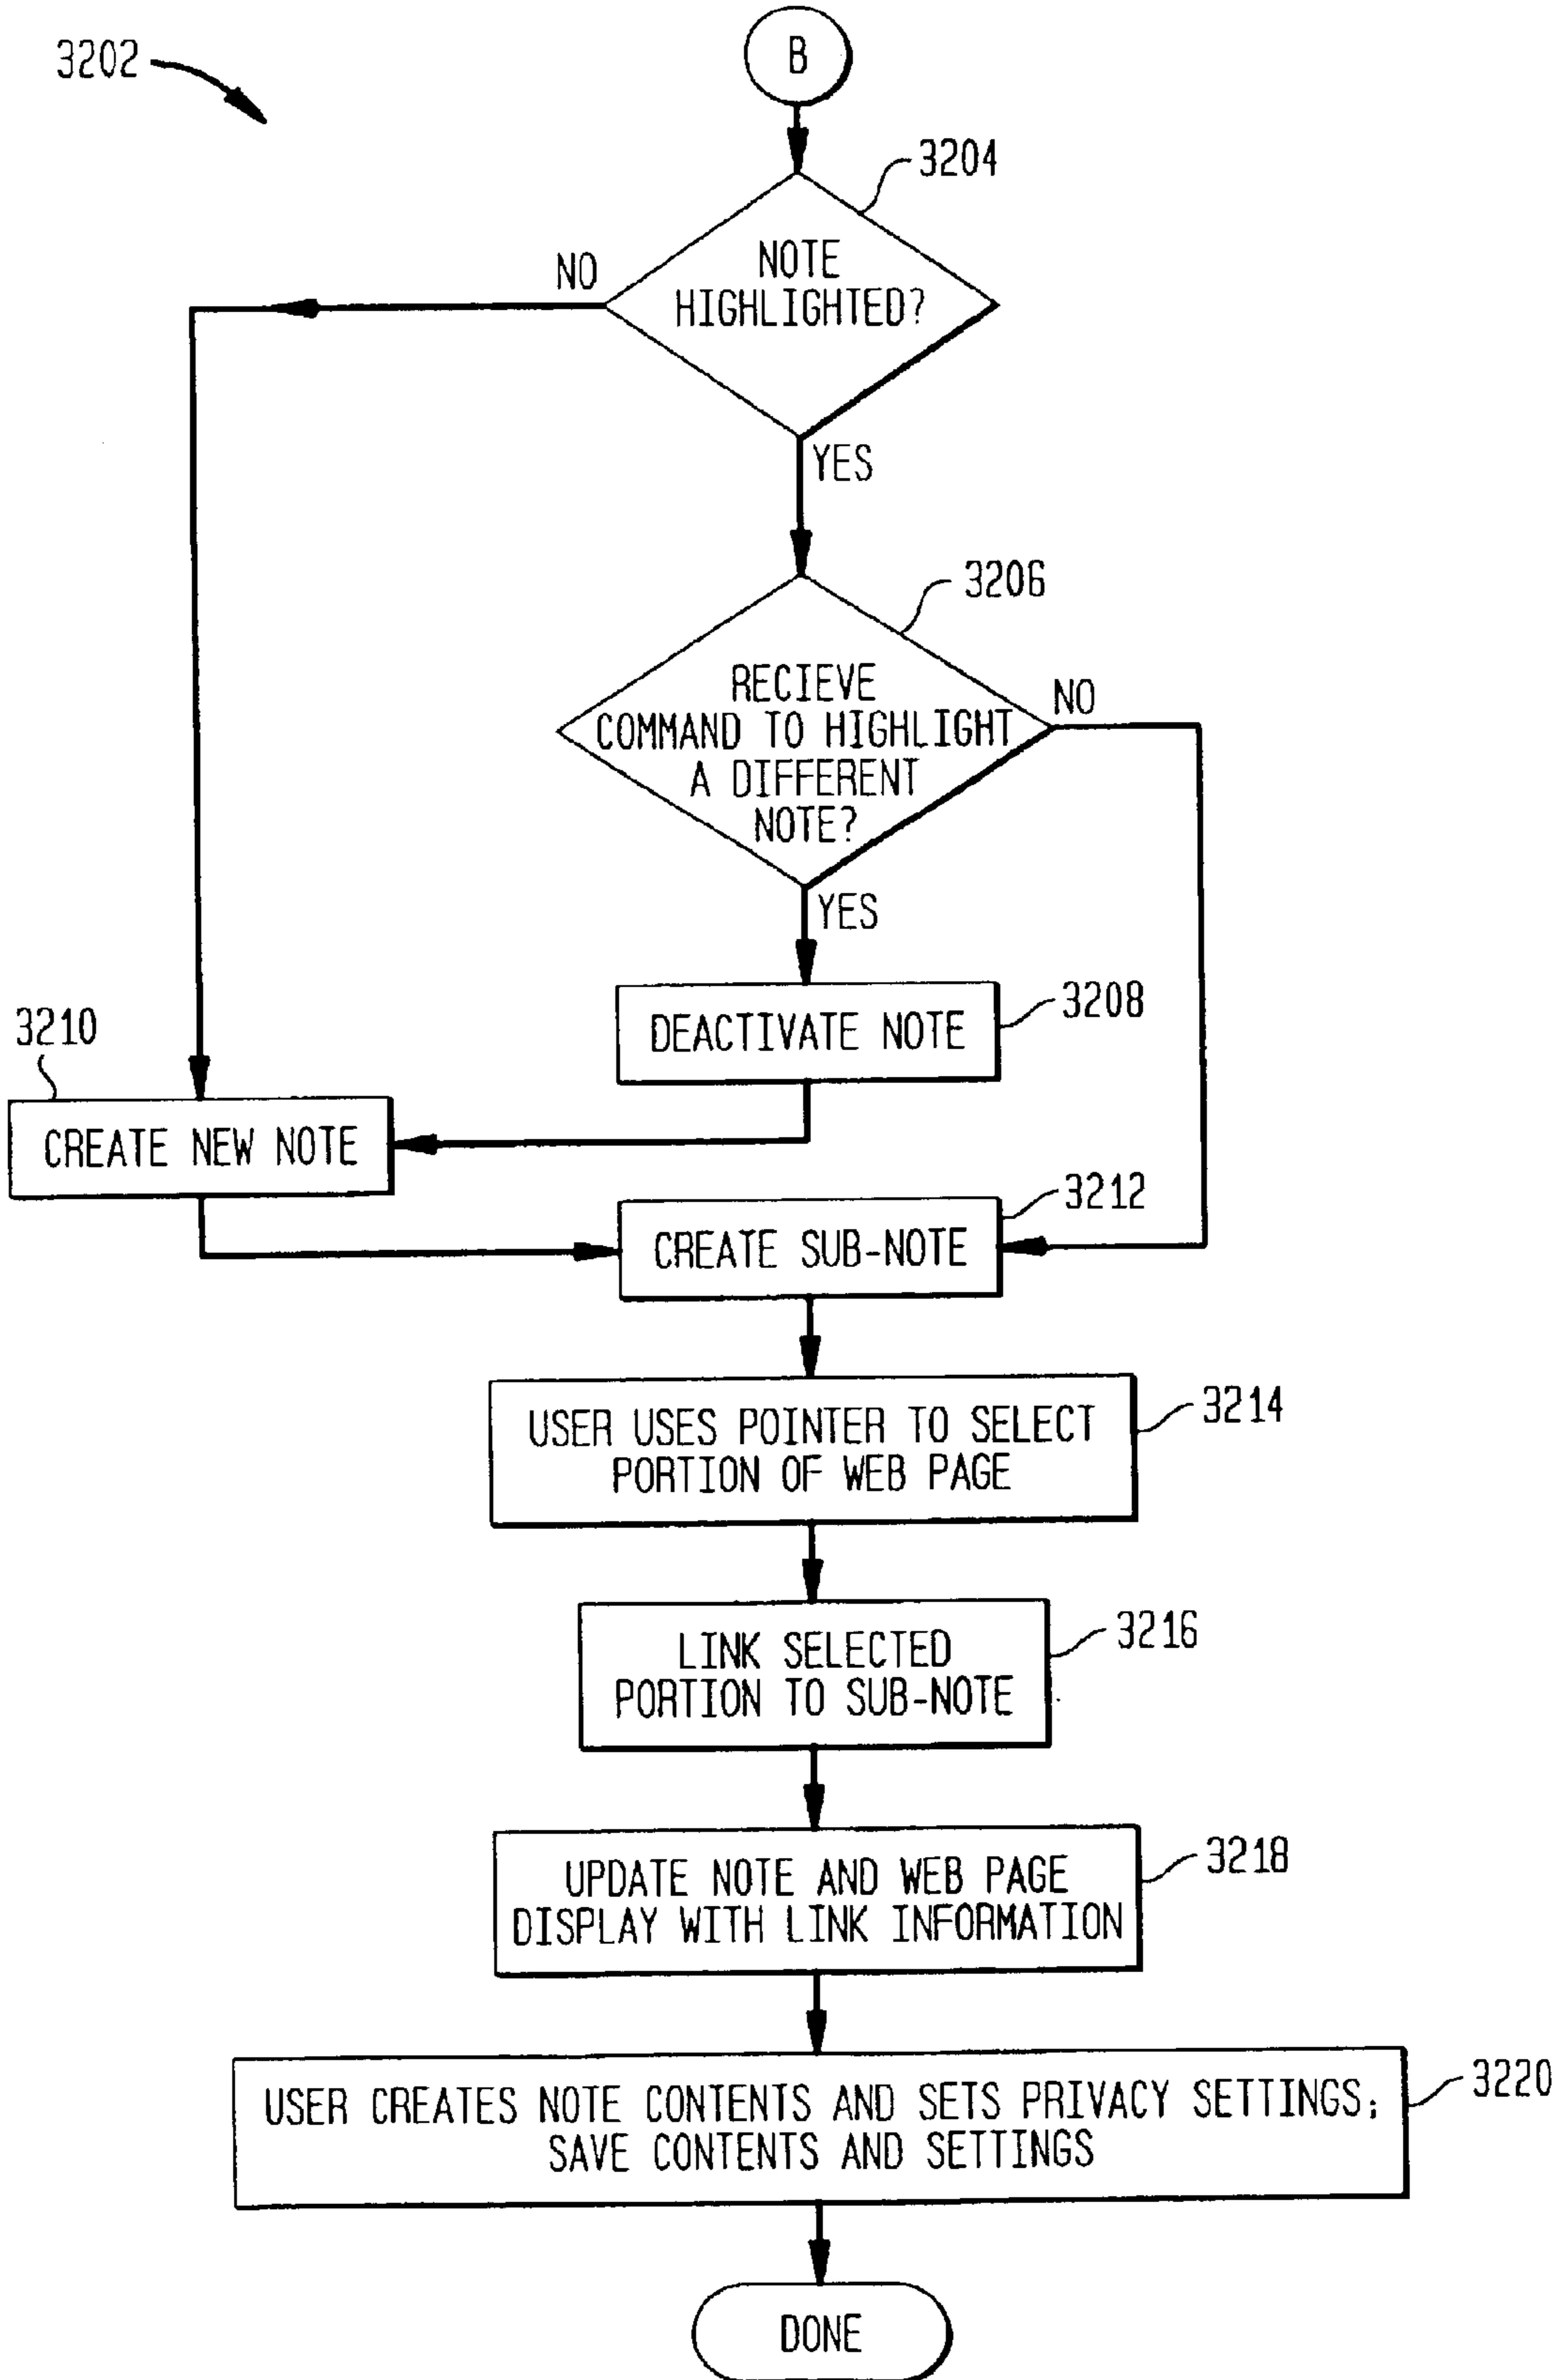 3202
B
3204
NOTE
HIGHLIGHTED?
NO
YES
3206
RECIEVE
COMMAND TO HIGHLIGHT
A DIFFERENT
NOTE?
NO
YES
3208
DEACTIVATE NOTE
3210
CREATE NEW NOTE
3212
CREATE SUB-NOTE
3214
USER USES POINTER TO SELECT
PORTION OF WEB PAGE
3216
LINK SELECTED
PORTION TO SUB-NOTE
3218
UPDATE NOTE AND WEB PAGE
DISPLAY WITH LINK INFORMATION
3220
USER CREATES NOTE CONTENTS AND SETS PRIVACY SETTINGS;
SAVE CONTENTS AND SETTINGS
DONE